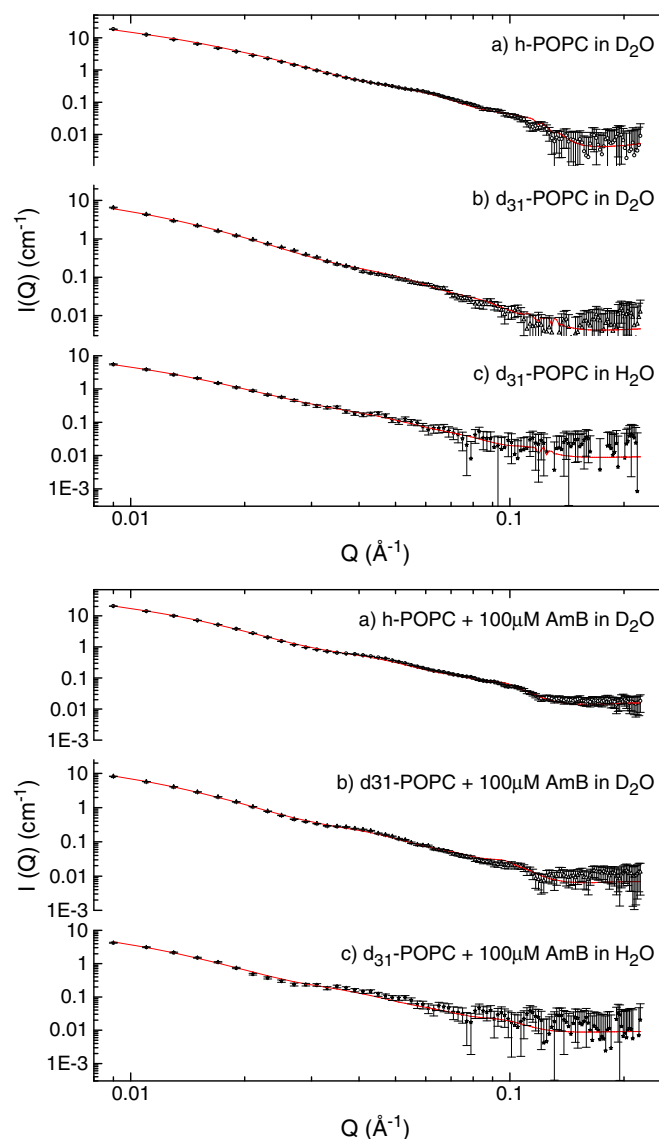 10
a) h-POPC in D₂O
1
0.1
0.01
b) d₃₁-POPC in D₂O
10
1
0.1
0.01
I(Q) (cm⁻¹)
c) d₃₁-POPC in H₂O
10
1
0.1
0.01
1E-3
0.01 0.1
Q (Å⁻¹)
a) h-POPC + 100μM AmB in D₂O
10
1
0.1
0.01
1E-3
b) d31-POPC + 100μM AmB in D₂O
10
1
0.1
0.01
1E-3
I (Q) (cm⁻¹)
c) d₃₁-POPC + 100μM AmB in H₂O
10
1
0.1
0.01
1E-3
0.01 0.1
Q (Å⁻¹)